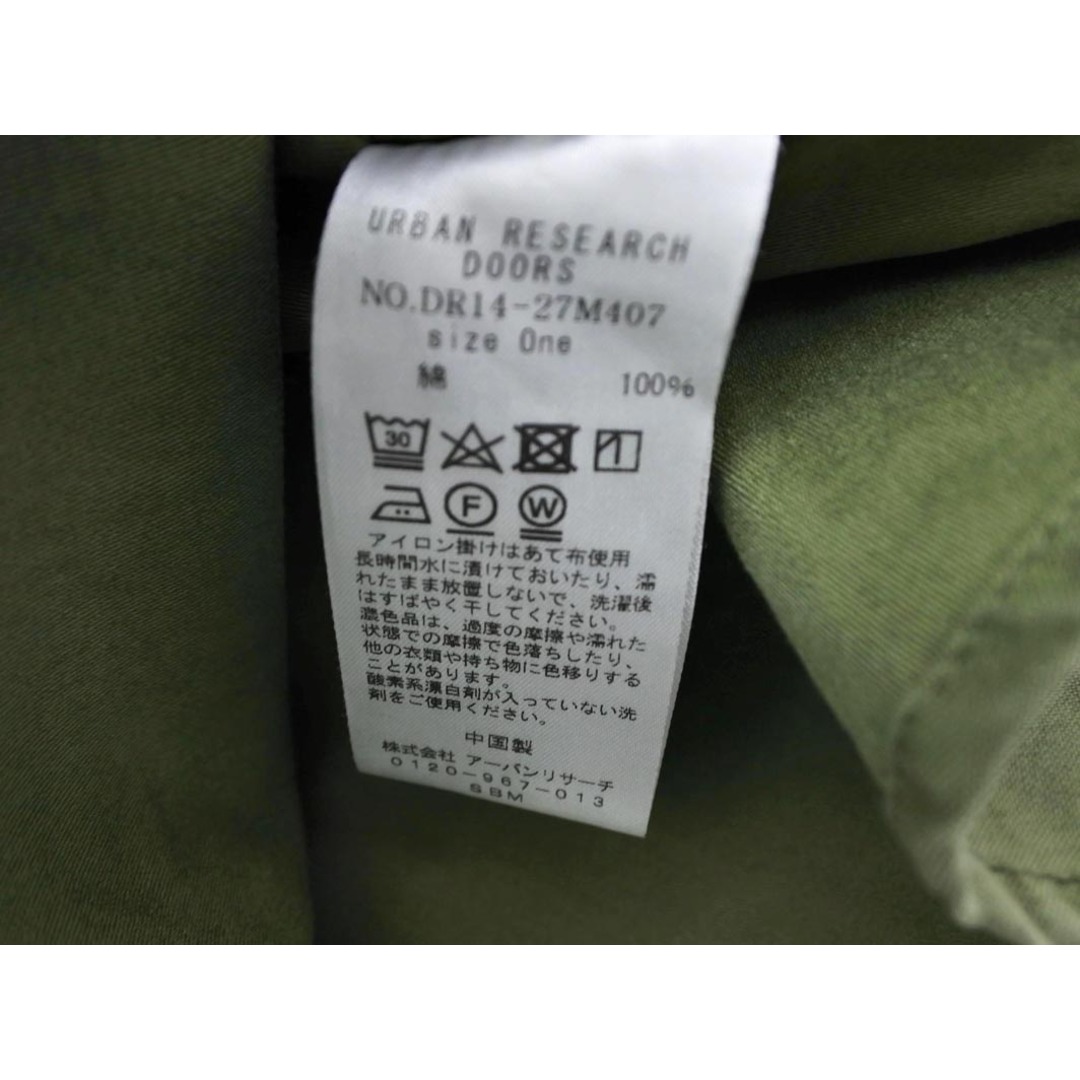 URBAN RESEARCH
DOORS
NO.DR14-27M407
size One
綿 100%
30
F W
アイロン掛けはあて布使用
長時間水に漬けておいたり、濡
れたまま放置しないで、洗濯後
はすばやく干してください。
濃色品は、過度の摩擦や濡れた
状態での摩擦で色落ちしたり、
他の衣類や持ち物に色移りする
ことがあります。
酸素系漂白剤が入っていない洗
剤をご使用ください。
中国製
株式会社 アーバンリサーチ
0120-967-013
SBM